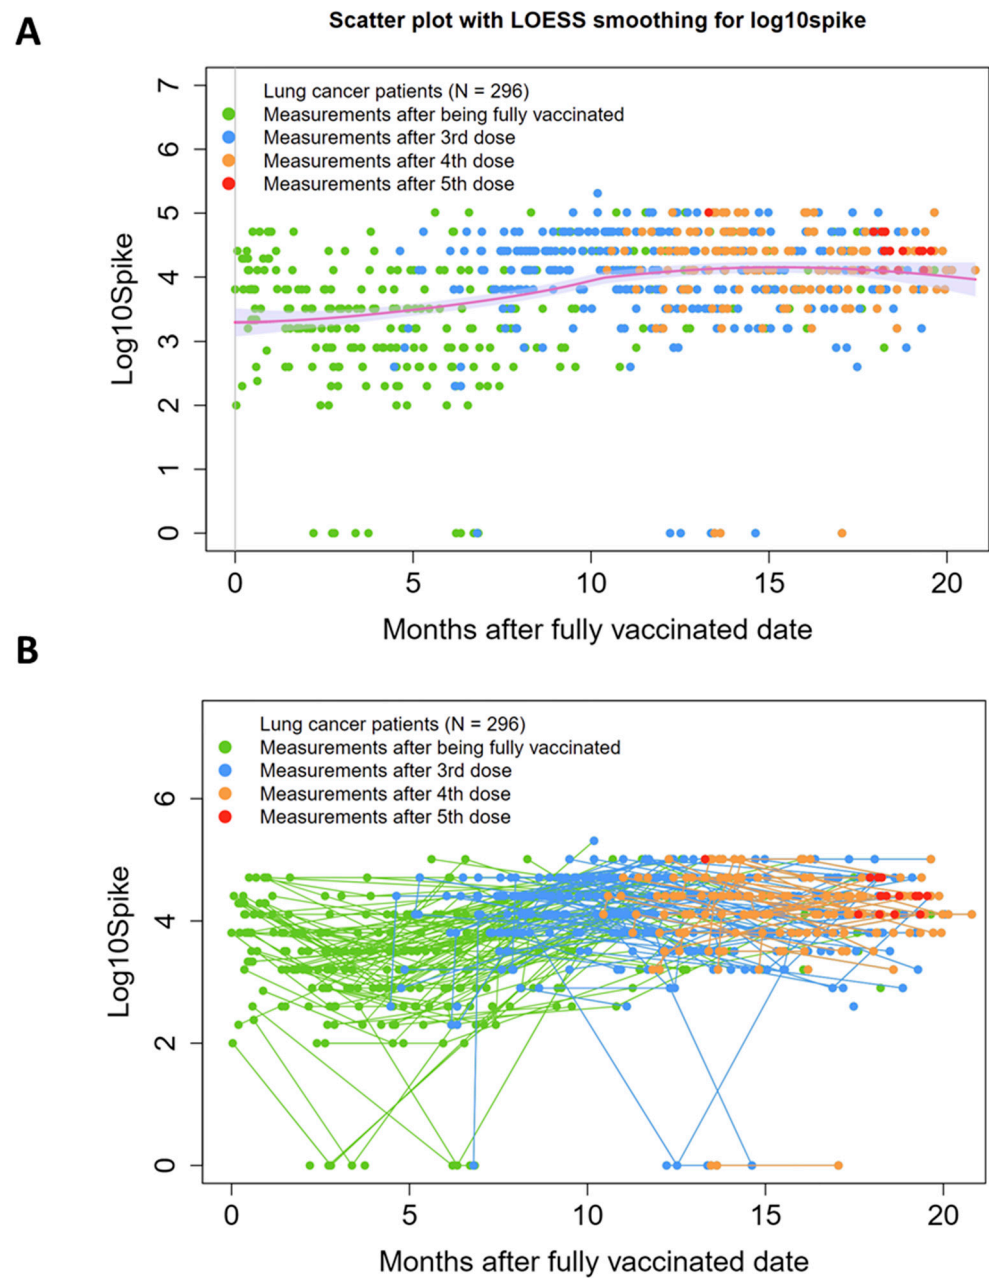 A
Scatter plot with LOESS smoothing for log10spike
Lung cancer patients (N = 296)
Measurements after being fully vaccinated
Measurements after 3rd dose
Measurements after 4th dose
Measurements after 5th dose
7
6
5
4
3
2
1
0
Log10Spike
0 5 10 15 20
Months after fully vaccinated date
B
Lung cancer patients (N = 296)
Measurements after being fully vaccinated
Measurements after 3rd dose
Measurements after 4th dose
Measurements after 5th dose
6
4
2
0
Log10Spike
0 5 10 15 20
Months after fully vaccinated date